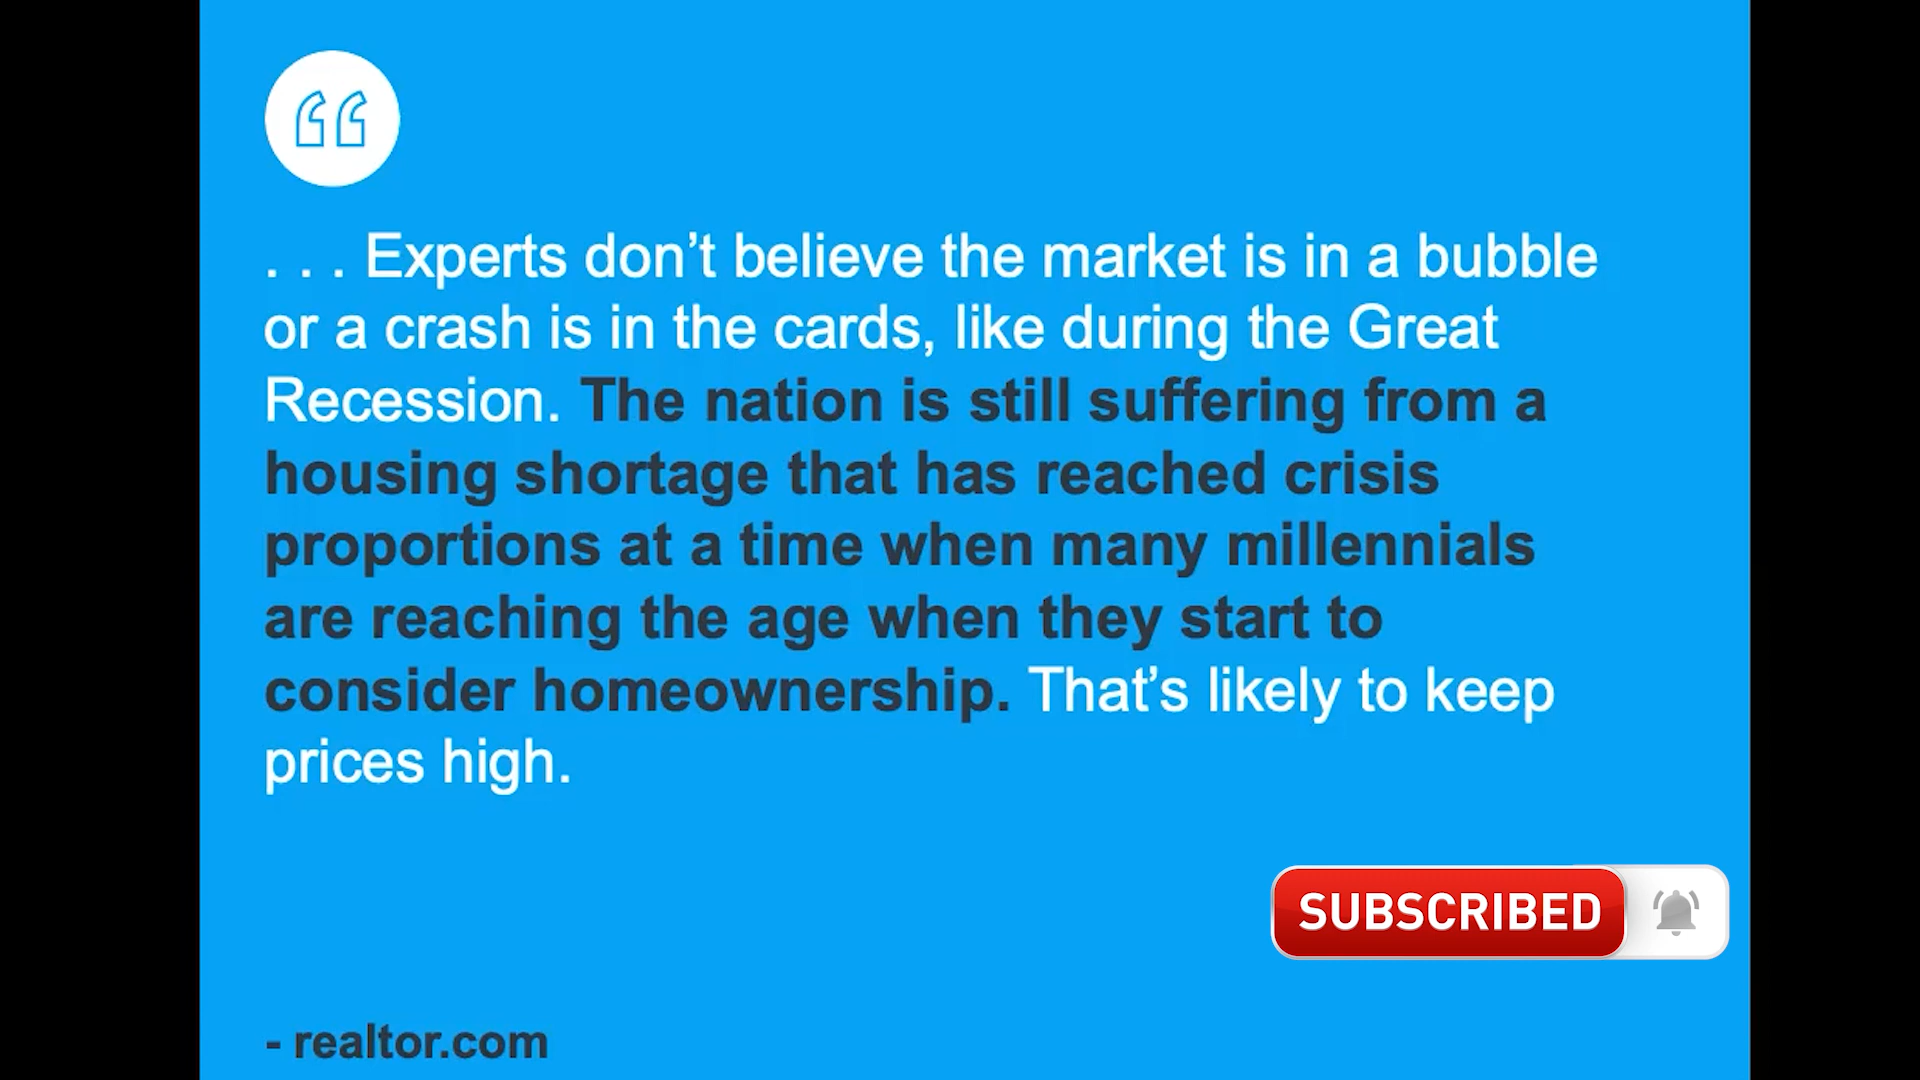 “
. . . Experts don’t believe the market is in a bubble
or a crash is in the cards, like during the Great
Recession. The nation is still suffering from a
housing shortage that has reached crisis
proportions at a time when many millennials
are reaching the age when they start to
consider homeownership. That’s likely to keep
prices high.
SUBSCRIBED
- realtor.com